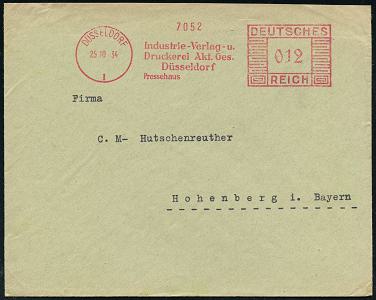 7052
DÜSSELDORF
25.10.34
1
Industrie-Verlag-u.
Druckerei Akt. Ges.
Düsseldorf
Pressehaus
DEUTSCHES
012
REICH
Firma
C. M- Hutschenreuther
Hohenberg i. Bayern